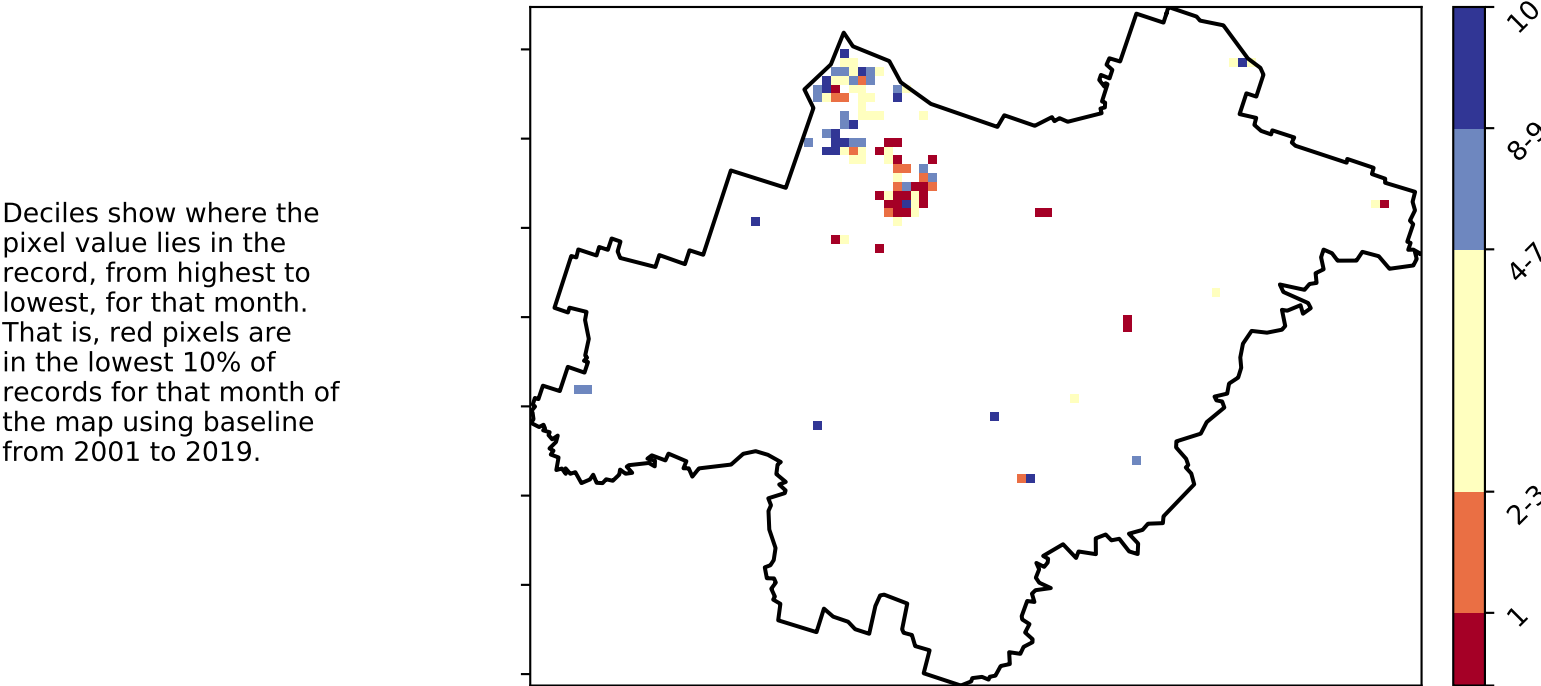 Deciles show where the
pixel value lies in the
record, from highest to
lowest, for that month.
That is, red pixels are
in the lowest 10% of
records for that month of
the map using baseline
from 2001 to 2019.
10
8-9
4-7
2-3
1